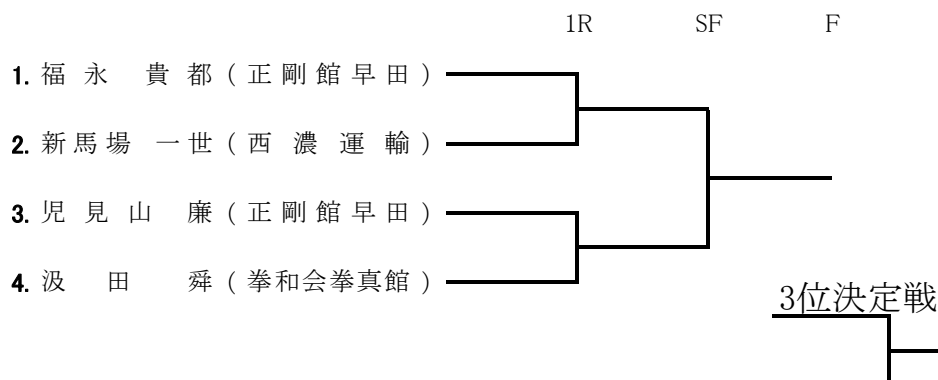 1R SF F
1. 福永 貴都(正剛館早田)
2. 新馬場 一世(西濃運輸)
3. 児見山 廉(正剛館早田)
4. 汲田 舜(拳和会拳真館)
3位決定戦